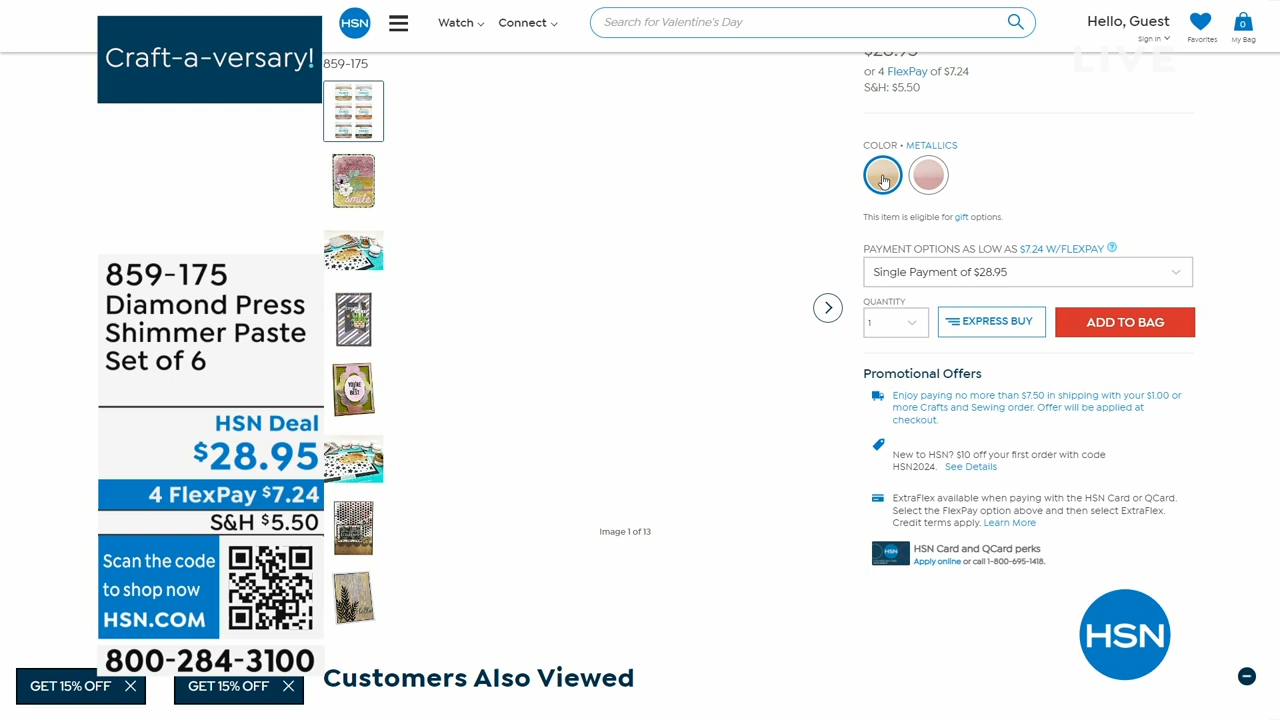 Craft-a-versary!
HSN
Watch
Connect
Search for Valentine's Day
Hello, Guest
Sign in
Favorites
0
My Bag
LIVE
859-175
$28.95
or 4 FlexPay of $7.24
S&H: $5.50
COLOR • METALLICS
This item is eligible for gift options.
PAYMENT OPTIONS AS LOW AS $7.24 W/FLEXPAY ?
Single Payment of $28.95
QUANTITY
1
EXPRESS BUY
ADD TO BAG
Promotional Offers
Enjoy paying no more than $7.50 in shipping with your $1.00 or
more Crafts and Sewing order. Offer will be applied at
checkout.
New to HSN? $10 off your first order with code
HSN2024. See Details
ExtraFlex available when paying with the HSN Card or QCard.
Select the FlexPay option above and then select ExtraFlex.
Credit terms apply. Learn More
HSN
HSN Card and QCard perks
Apply online or call 1-800-695-1418.
smile
YOU'RE
BEST
hello
Image 1 of 13
859-175
Diamond Press
Shimmer Paste
Set of 6
HSN Deal
$28.95
4 FlexPay $7.24
S&H $5.50
Scan the code
to shop now
HSN.COM
800-284-3100
GET 15% OFF
GET 15% OFF
Customers Also Viewed
HSN